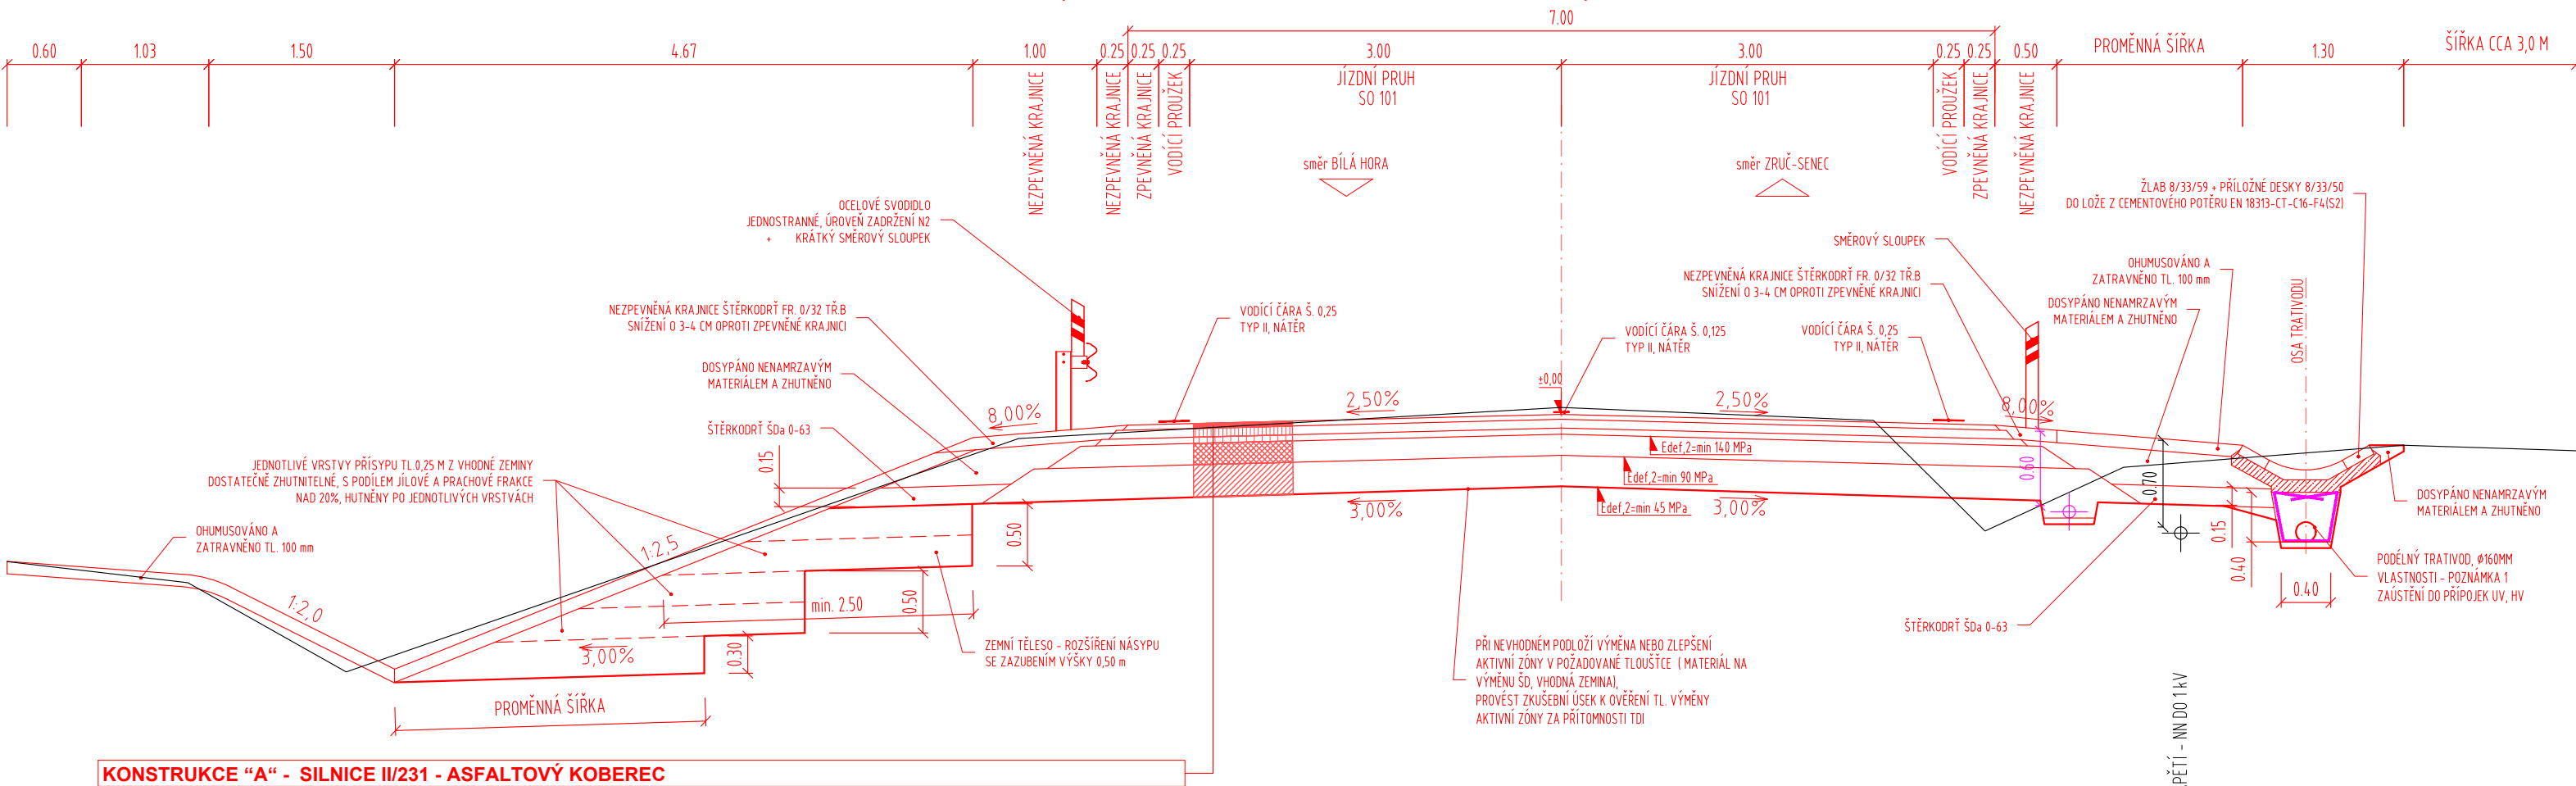 7.00
0.60 1.03 1.50 4.67 1.00 0.25 0.25 0.25 3.00 3.00 0.25 0.25 0.50 PROMĚNNÁ ŠÍŘKA 1.30 ŠÍŘKA CCA 3,0 M
NEZPEVNĚNÁ KRAJNICE
NEZPEVNĚNÁ KRAJNICE
ZPEVNĚNÁ KRAJNICE
VODÍCÍ PROUŽEK
JÍZDNÍ PRUH
SO 101
JÍZDNÍ PRUH
SO 101
VODÍCÍ PROUŽEK
ZPEVNĚNÁ KRAJNICE
NEZPEVNĚNÁ KRAJNICE
směr BÍLÁ HORA
směr ZRUČ-SENEC
ŽLAB 8/33/59 + PŘÍLOŽNÉ DESKY 8/33/50
DO LOŽE Z CEMENTOVÉHO POTĚRU EN 18313-CT-C16-F4(S2)
OCELOVÉ SVODIDLO
JEDNOSTRANNÉ, ÚROVEŇ ZADRŽENÍ N2
+ KRÁTKÝ SMĚROVÝ SLOUPEK
SMĚROVÝ SLOUPEK
OHUMUSOVÁNO A
ZATRAVNĚNO TL. 100 mm
NEZPEVNĚNÁ KRAJNICE ŠTĚRKODRŤ FR. 0/32 TŘ.B
SNÍŽENÍ O 3-4 CM OPROTI ZPEVNĚNÉ KRAJNICI
DOSYPÁNO NENAMRZAVÝM
MATERIÁLEM A ZHUTNĚNO
OSA TRATIVODU
NEZPEVNĚNÁ KRAJNICE ŠTĚRKODRŤ FR. 0/32 TŘ.B
SNÍŽENÍ O 3-4 CM OPROTI ZPEVNĚNÉ KRAJNICI
VODÍCÍ ČÁRA Š. 0,25
TYP II, NÁTĚR
VODÍCÍ ČÁRA Š. 0,125
TYP II, NÁTĚR
VODÍCÍ ČÁRA Š. 0,25
TYP II, NÁTĚR
DOSYPÁNO NENAMRZAVÝM
MATERIÁLEM A ZHUTNĚNO
±0,00
8,00% 2,50% 2,50% 8,00%
ŠTĚRKODRŤ ŠDa 0-63
Edef,2=min 140 MPa
Edef,2=min 90 MPa
Edef,2=min 45 MPa
0.15
0.60
0.70
JEDNOTLIVÉ VRSTVY PŘÍSYPU TL.0,25 M Z VHODNÉ ZEMINY
DOSTATEČNĚ ZHUTNITELNÉ, S PODÍLEM JÍLOVÉ A PRACHOVÉ FRAKCE
NAD 20%, HUTNĚNY PO JEDNOTLIVÝCH VRSTVÁCH
DOSYPÁNO NENAMRZAVÝM
MATERIÁLEM A ZHUTNĚNO
3,00% 3,00%
OHUMUSOVÁNO A
ZATRAVNĚNO TL. 100 mm
1:2,5
0.50
0.15
0.40
PODÉLNÝ TRATIVOD, Ø160MM
VLASTNOSTI - POZNÁMKA 1
ZAÚSTĚNÍ DO PŘÍPOJEK UV, HV
0.40
1:2,0
min. 2.50
0.50
ŠTĚRKODRŤ ŠDa 0-63
ZEMNÍ TĚLESO - ROZŠÍŘENÍ NÁSYPU
SE ZAZUBENÍM VÝŠKY 0,50 m
3,00%
0.30
PŘI NEVHODNÉM PODLOŽÍ VÝMĚNA NEBO ZLEPŠENÍ
AKTIVNÍ ZÓNY V POŽADOVANÉ TLOUŠŤCE ( MATERIÁL NA
VÝMĚNU ŠD, VHODNÁ ZEMINA),
PROVÉST ZKUŠEBNÍ ÚSEK K OVĚŘENÍ TL. VÝMĚNY
AKTIVNÍ ZÓNY ZA PŘÍTOMNOSTI TDI
PROMĚNNÁ ŠÍŘKA
PĚTÍ - NN DO 1 kV
KONSTRUKCE “A“ - SILNICE II/231 - ASFALTOVÝ KOBEREC